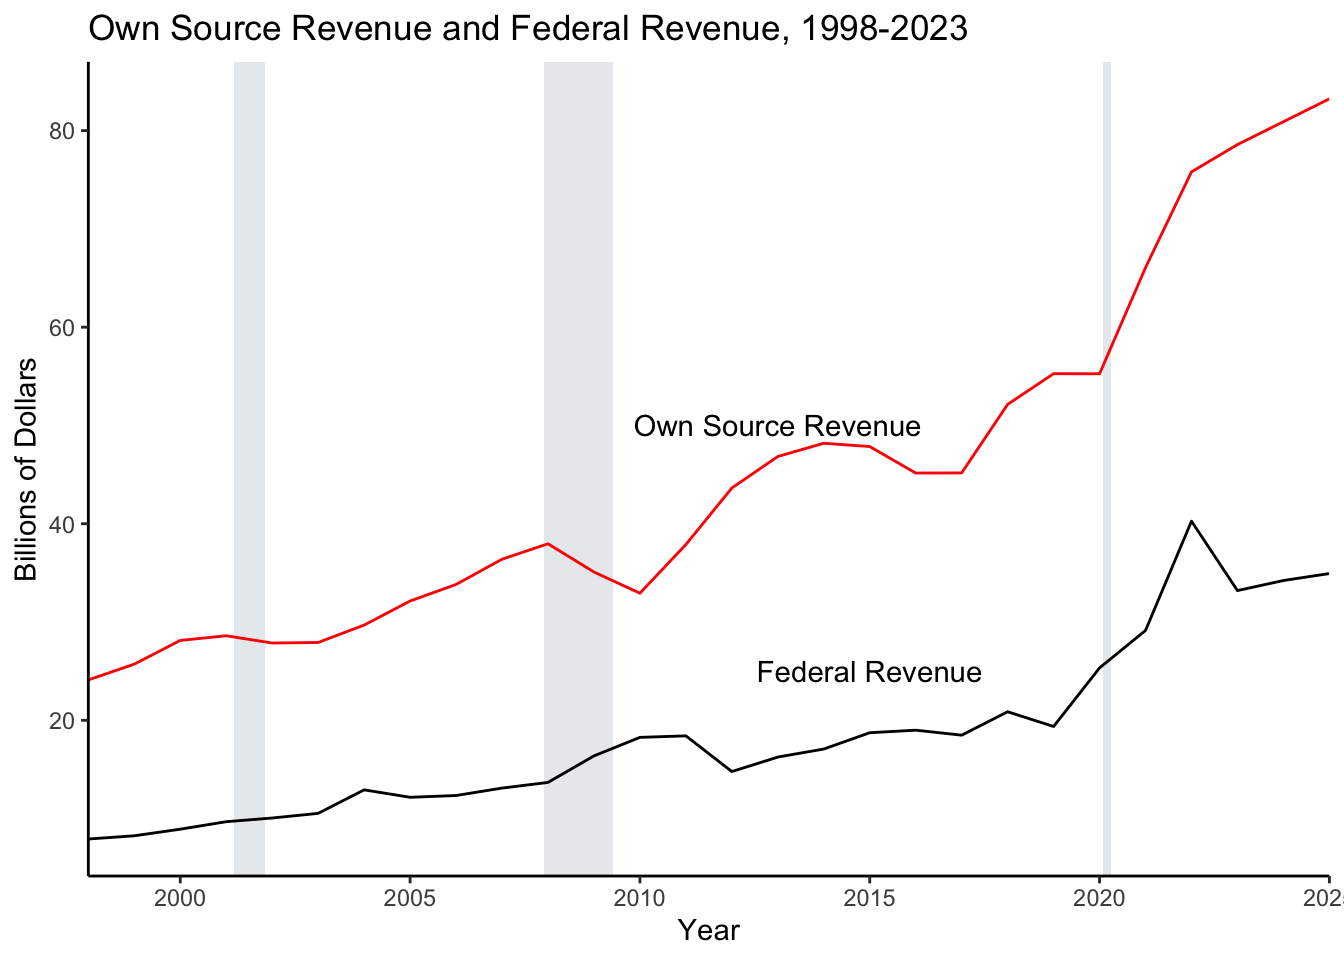 Own Source Revenue and Federal Revenue, 1998-2023
80
60
40
20
Billions of Dollars
Own Source Revenue
Federal Revenue
2000 2005 2010 2015 2020
Year